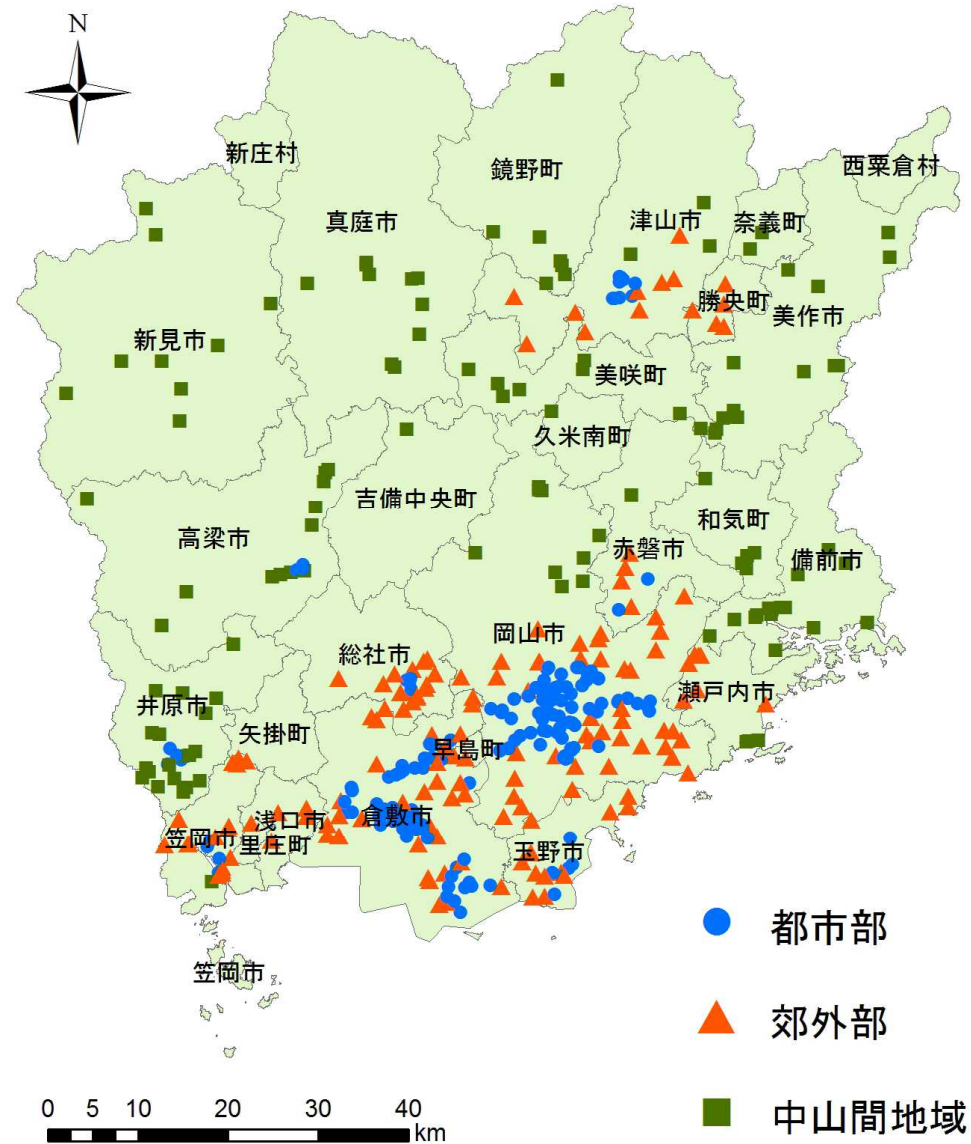 N
新庄村
鏡野町
西粟倉村
真庭市
津山市
奈義町
勝央町
美作市
新見市
美咲町
久米南町
吉備中央町
和気町
高梁市
赤磐市
備前市
岡山市
総社市
瀬戸内市
井原市
矢掛町
早島町
浅口市
倉敷市
笠岡市
里庄町
玉野市
笠岡市
都市部
郊外部
中山間地域
0 5 10 20 30 40
km